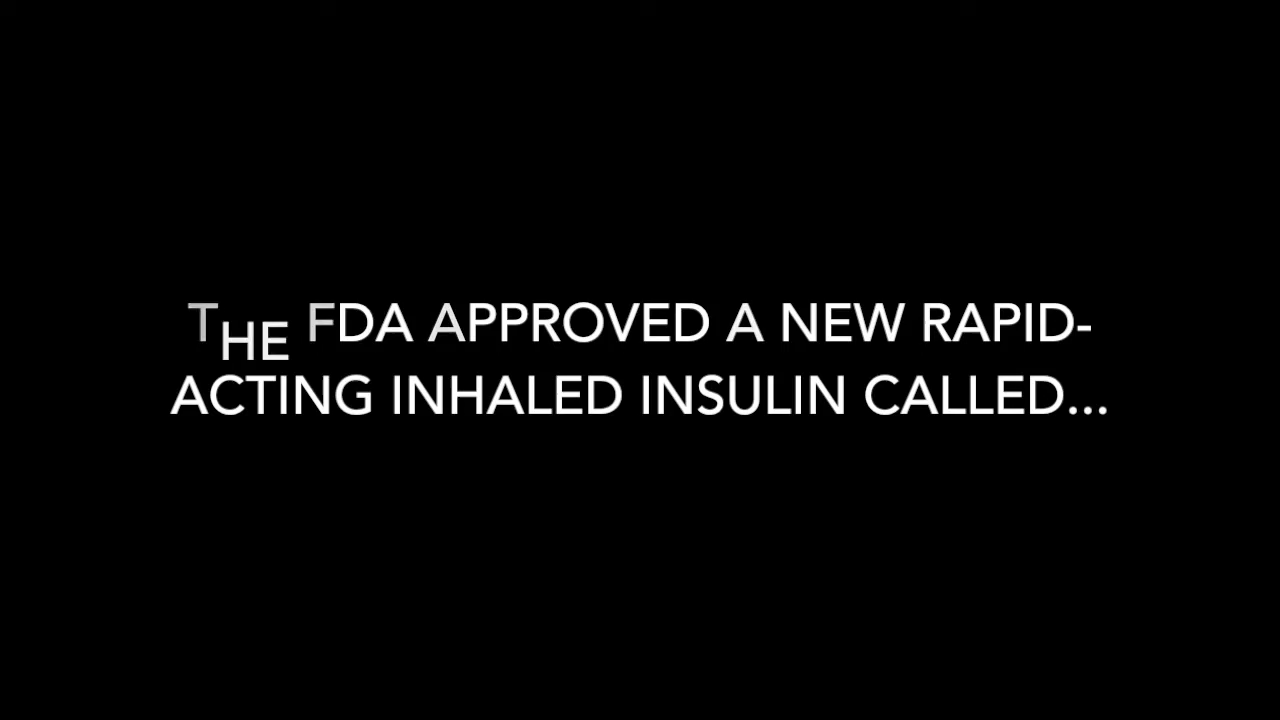 THE FDA APPROVED A NEW RAPID-
ACTING INHALED INSULIN CALLED...